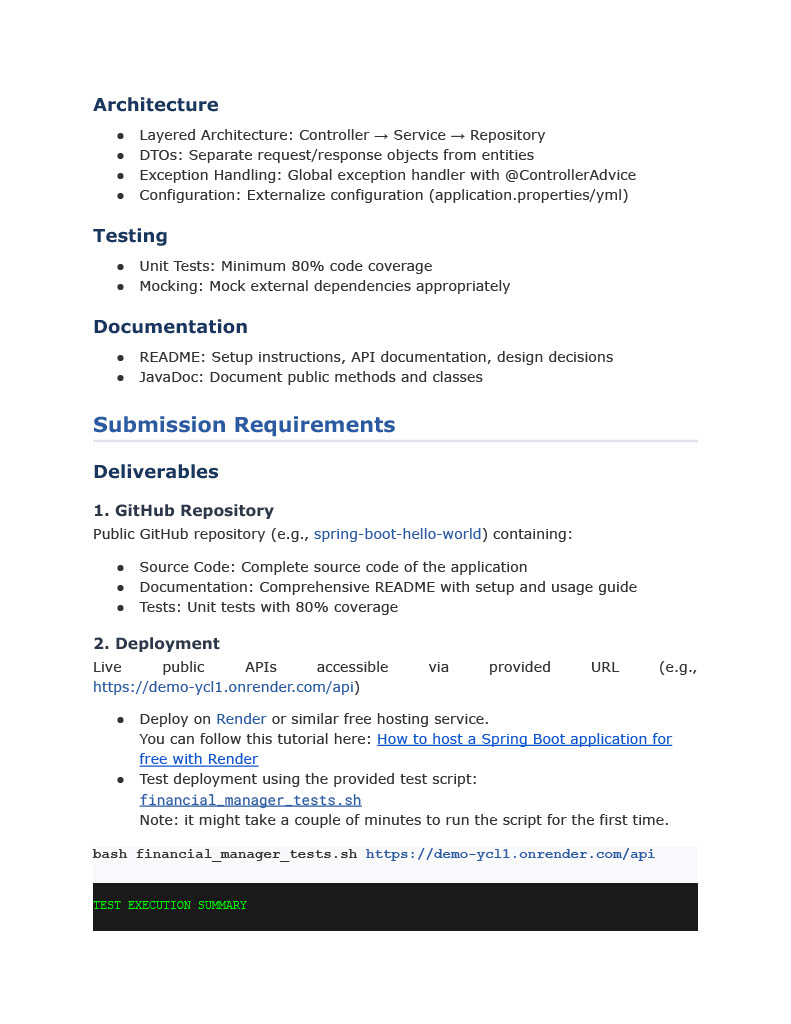 Architecture
● Layered Architecture: Controller → Service → Repository
● DTOs: Separate request/response objects from entities
● Exception Handling: Global exception handler with @ControllerAdvice
● Configuration: Externalize configuration (application.properties/yml)
Testing
● Unit Tests: Minimum 80% code coverage
● Mocking: Mock external dependencies appropriately
Documentation
● README: Setup instructions, API documentation, design decisions
● JavaDoc: Document public methods and classes
Submission Requirements
Deliverables
1. GitHub Repository
Public GitHub repository (e.g., spring-boot-hello-world) containing:
● Source Code: Complete source code of the application
● Documentation: Comprehensive README with setup and usage guide
● Tests: Unit tests with 80% coverage
2. Deployment
Live public APIs accessible via provided URL (e.g.,
https://demo-ycl1.onrender.com/api)
● Deploy on Render or similar free hosting service.
You can follow this tutorial here: How to host a Spring Boot application for
free with Render
● Test deployment using the provided test script:
financial_manager_tests.sh
Note: it might take a couple of minutes to run the script for the first time.
bash financial_manager_tests.sh https://demo-ycl1.onrender.com/api
TEST EXECUTION SUMMARY